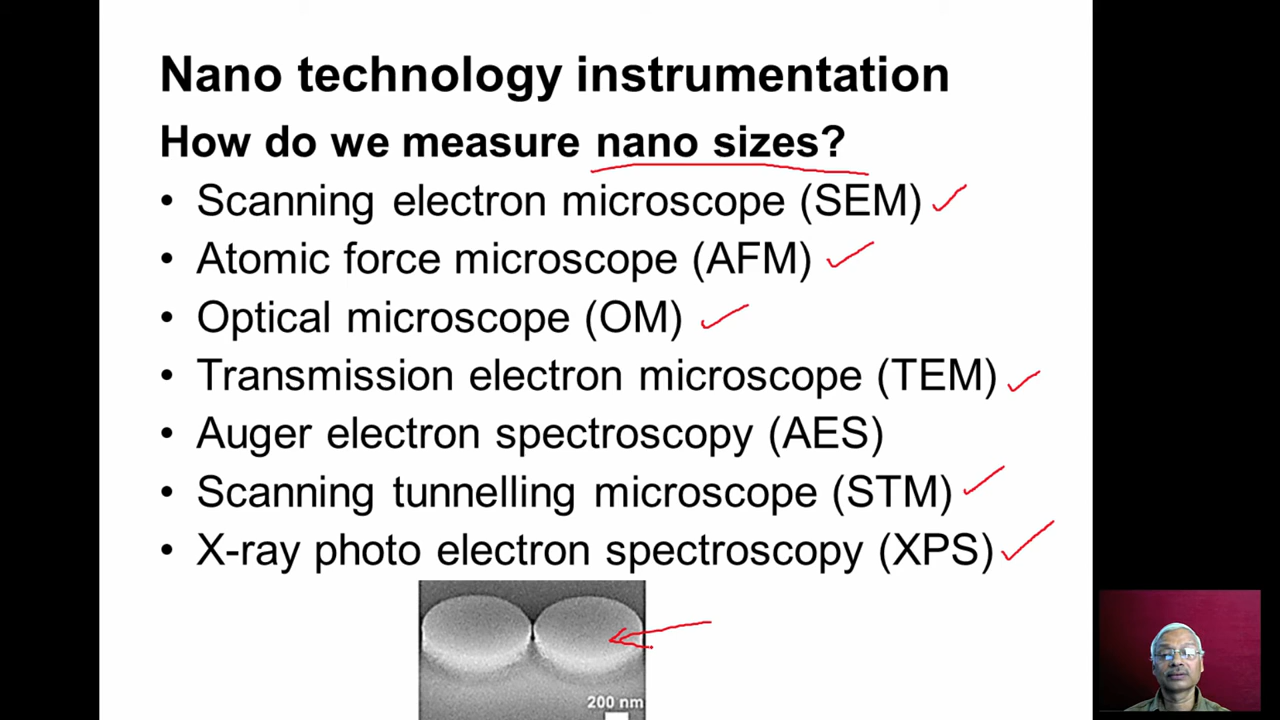 Nano technology instrumentation
How do we measure nano sizes?
• Scanning electron microscope (SEM)
• Atomic force microscope (AFM)
• Optical microscope (OM)
• Transmission electron microscope (TEM)
• Auger electron spectroscopy (AES)
• Scanning tunnelling microscope (STM)
• X-ray photo electron spectroscopy (XPS)
200 nm